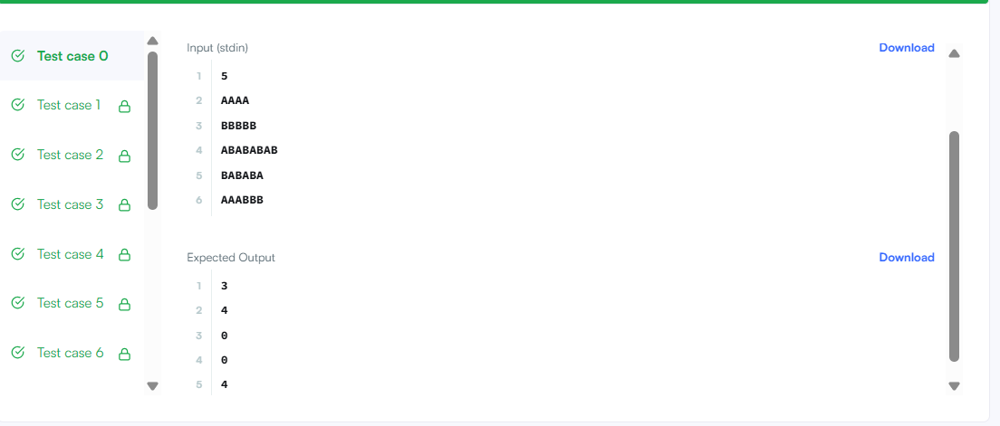 Test case 0
Test case 1
Test case 2
Test case 3
Test case 4
Test case 5
Test case 6
Input (stdin)
Download
1 5
2 AAAA
3 BBBBB
4 ABABABAB
5 BABABA
6 AAABBB
Expected Output
Download
1 3
2 4
3 0
4 0
5 4